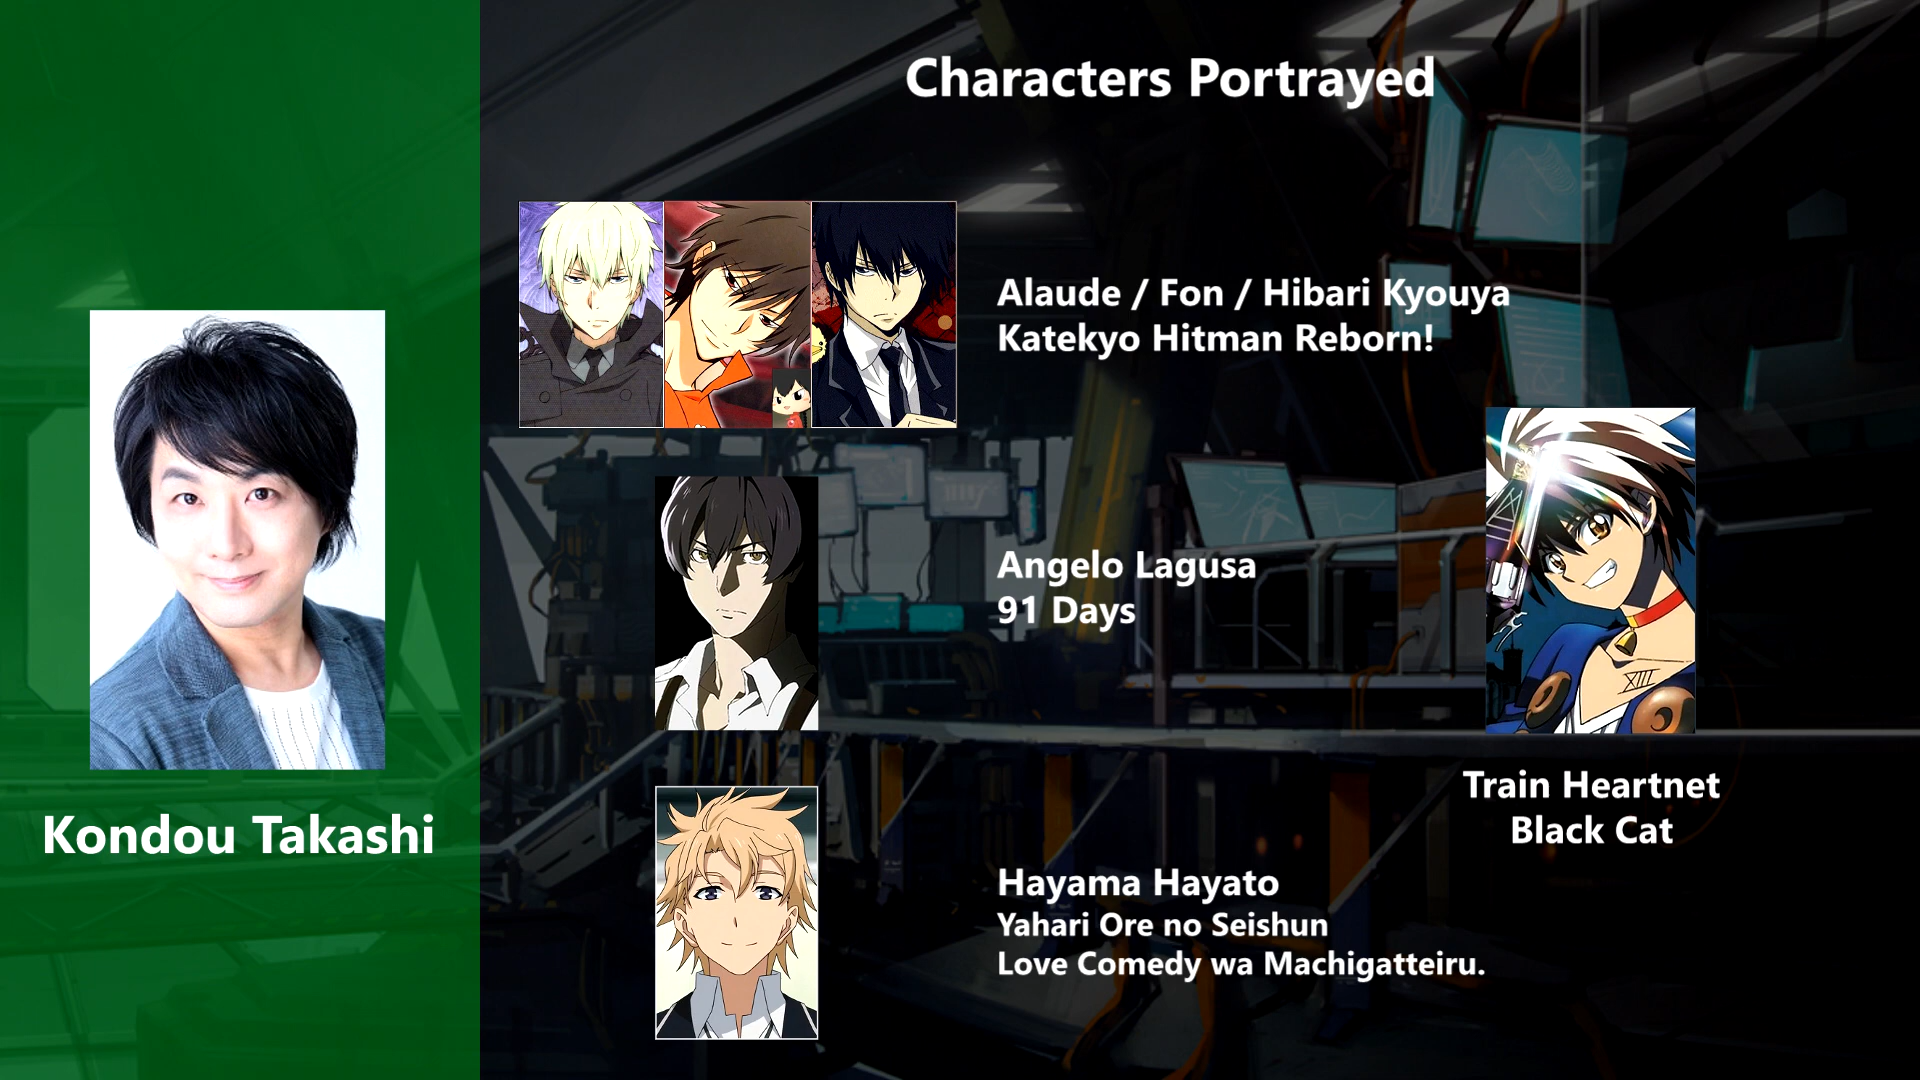 Characters Portrayed
Alaude / Fon / Hibari Kyouya
Katekyo Hitman Reborn!
Angelo Lagusa
91 Days
XIII
Train Heartnet
Black Cat
Kondou Takashi
Hayama Hayato
Yahari Ore no Seishun
Love Comedy wa Machigatteiru.